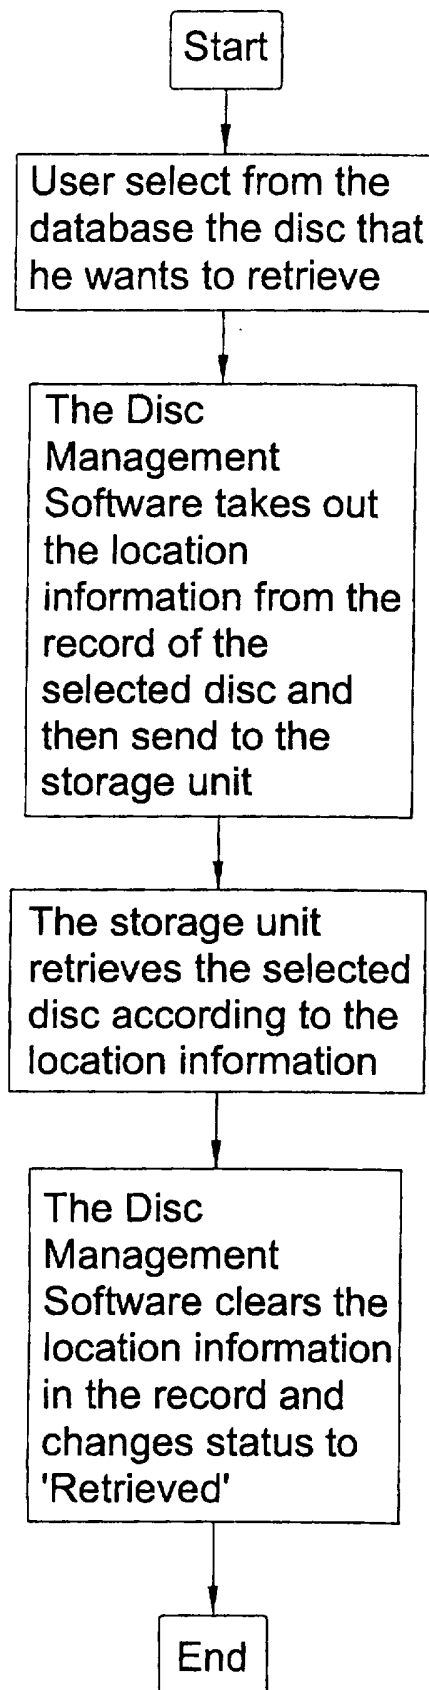 Start
User select from the
database the disc that
he wants to retrieve
The Disc
Management
Software takes out
the location
information from the
record of the
selected disc and
then send to the
storage unit
The storage unit
retrieves the selected
disc according to the
location information
The Disc
Management
Software clears the
location information
in the record and
changes status to
'Retrieved'
End